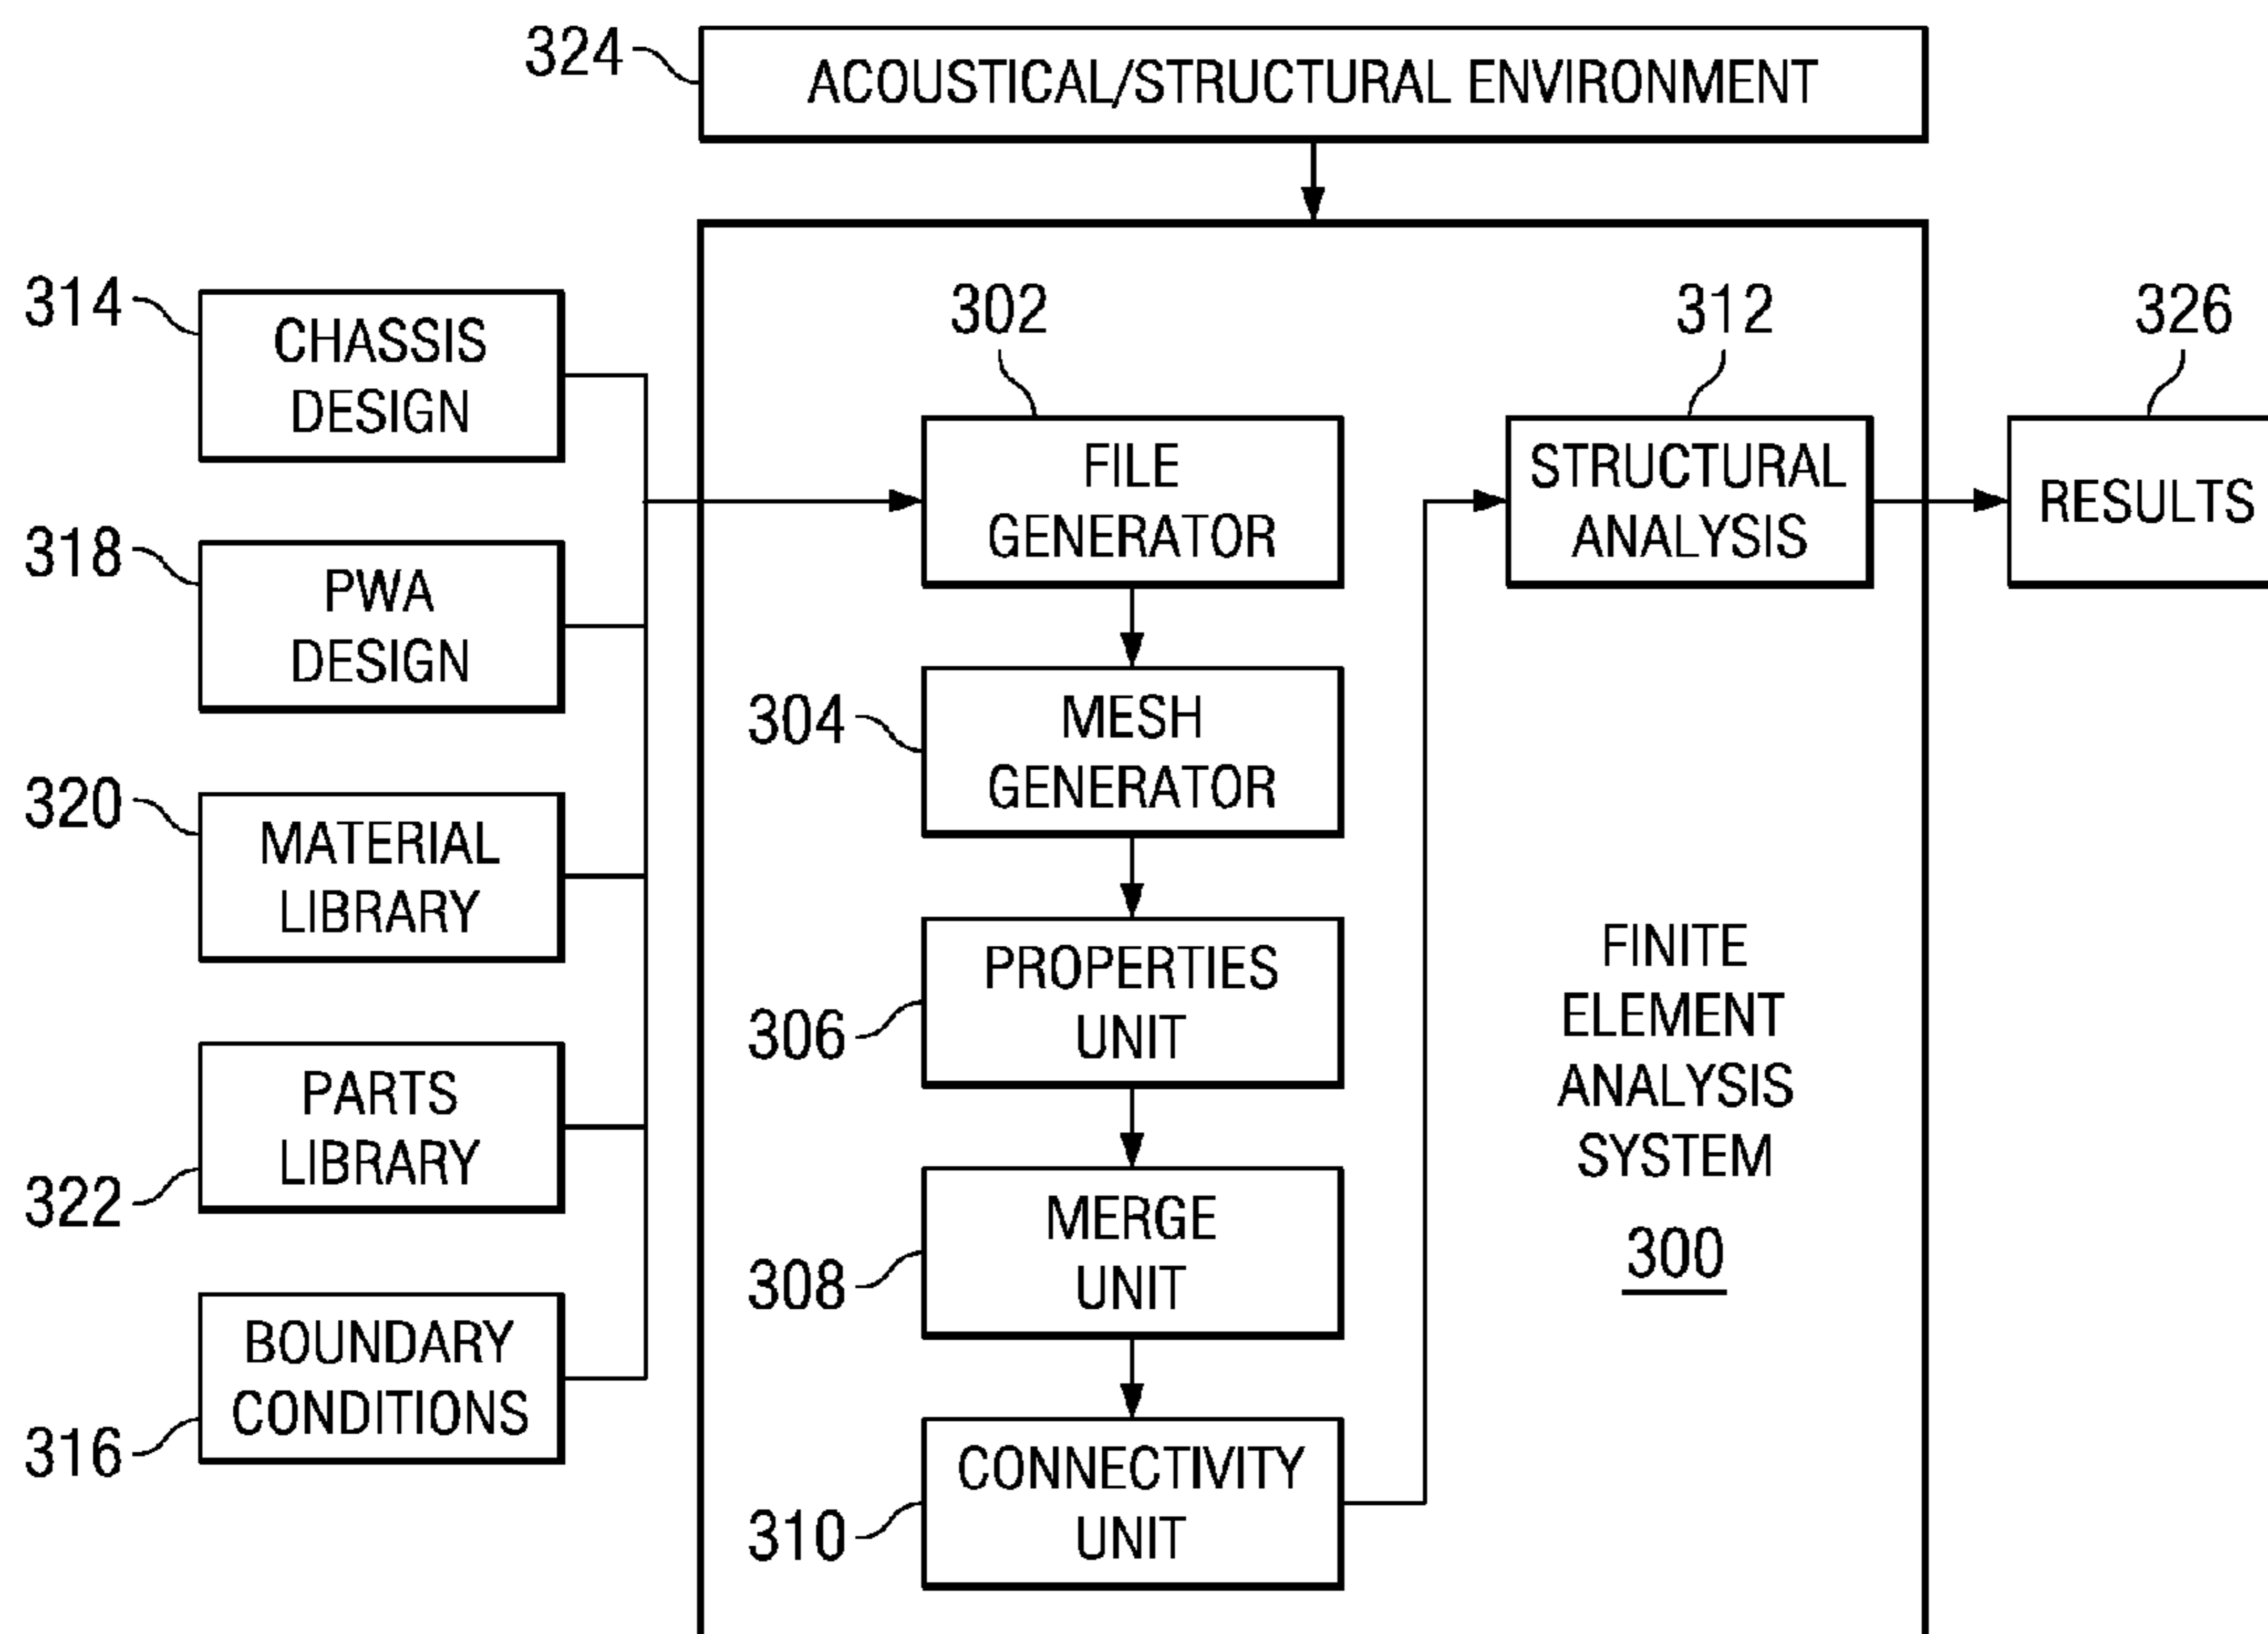 324
ACOUSTICAL/STRUCTURAL ENVIRONMENT
314
CHASSIS
DESIGN
318
PWA
DESIGN
320
MATERIAL
LIBRARY
322
PARTS
LIBRARY
316
BOUNDARY
CONDITIONS
302
FILE
GENERATOR
304
MESH
GENERATOR
306
PROPERTIES
UNIT
308
MERGE
UNIT
310
CONNECTIVITY
UNIT
312
STRUCTURAL
ANALYSIS
FINITE
ELEMENT
ANALYSIS
SYSTEM
300
326
RESULTS